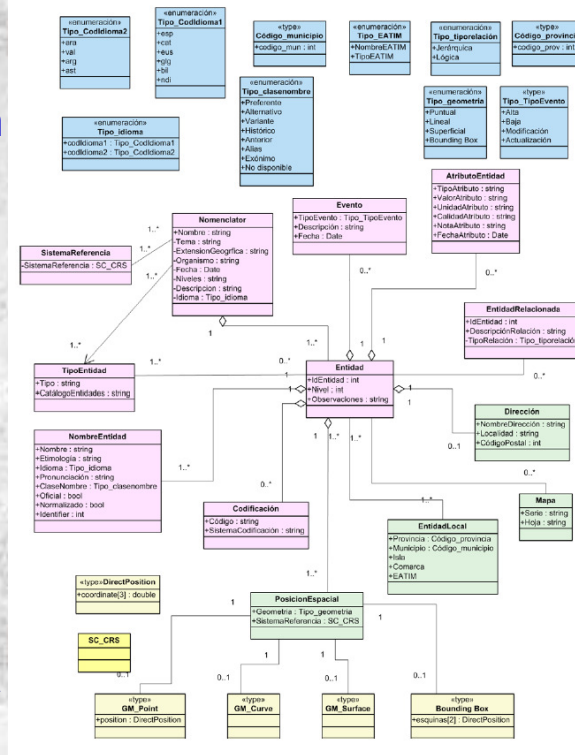 «enumeración»
Tipo_CodIdioma2
+ara
+val
+arg
+ast
«enumeración»
Tipo_CodIdioma1
+esp
+cat
+eus
+glg
+bil
+ndi
«type»
Código_municipio
+codigo_mun : int
«enumeración»
Tipo_EATIM
+NombreEATIM
+TipoEATIM
«enumeración»
Tipo_tiporelación
+Jerárquica
+Lógica
«type»
Código_provinci
+codigo_prov : int
«enumeración»
Tipo_idioma
+codIdioma1 : Tipo_CodIdioma1
+codIdioma2 : Tipo_CodIdioma2
«enumeración»
Tipo_clasenombre
+Preferente
+Alternativo
+Variante
+Histórico
+Anterior
+Alias
+Exónimo
+No disponible
«enumeración»
Tipo_geometría
+Puntual
+Lineal
+Superficial
+Bounding Box
«type»
Tipo_TipoEvento
+Alta
+Baja
+Modificación
+Actualización
SistemaReferencia
-SistemaReferencia : SC_CRS
1..*
1..*
1..*
1..*
Nomenclator
+Nombre : string
-Tema : string
-ExtensionGeogrfica : string
-Organismo : string
-Fecha : Date
-Niveles : string
-Descripcion : string
-Idioma : Tipo_idioma
1
Evento
+TipoEvento : Tipo_TipoEvento
+Descripción : string
+Fecha : Date
0..*
AtributoEntidad
+TipoAtributo : string
+ValorAtributo : string
+UnidadAtributo : string
+CalidadAtributo : string
+NotaAtributo : string
+FechaAtributo : Date
0..*
EntidadRelacionada
+IdEntidad : int
+DescripciónRelación : string
-TipoRelación : Tipo_tiporelación
0..*
TipoEntidad
+Tipo : string
+CatálogoEntidades : string
1..*
0..*
1
1
1
1
Entidad
+IdEntidad : int
+Nivel : int
+Observaciones : string
1
1
1
1..*
1..*
Dirección
+NombreDirección : string
+Localidad : string
+CódigoPostal : int
0..1
NombreEntidad
+Nombre : string
+Etimología : string
+Idioma : Tipo_idioma
+Pronunciación : string
+ClaseNombre : Tipo_clasenombre
+Oficial : bool
+Normalizado : bool
+Identifier : int
1..*
0..*
Codificación
+Código : string
+SistemaCodificación : string
0..*
Mapa
+Serie : string
+Hoja : string
1..*
EntidadLocal
+Provincia : Código_provincia
+Municipio : Código_municipio
+Isla
+Comarca
+EATIM
«type»DirectPosition
+coordinate[3] : double
1..*
PosicionEspacial
+Geometria : Tipo_geometria
+SistemaReferencia : SC_CRS
1
1
1
1
SC_CRS
0..1
0..1
0..1
0..1
«type»
GM_Point
+position : DirectPosition
«type»
GM_Curve
«type»
GM_Surface
«type»
Bounding Box
+esquinas[2] : DirectPosition